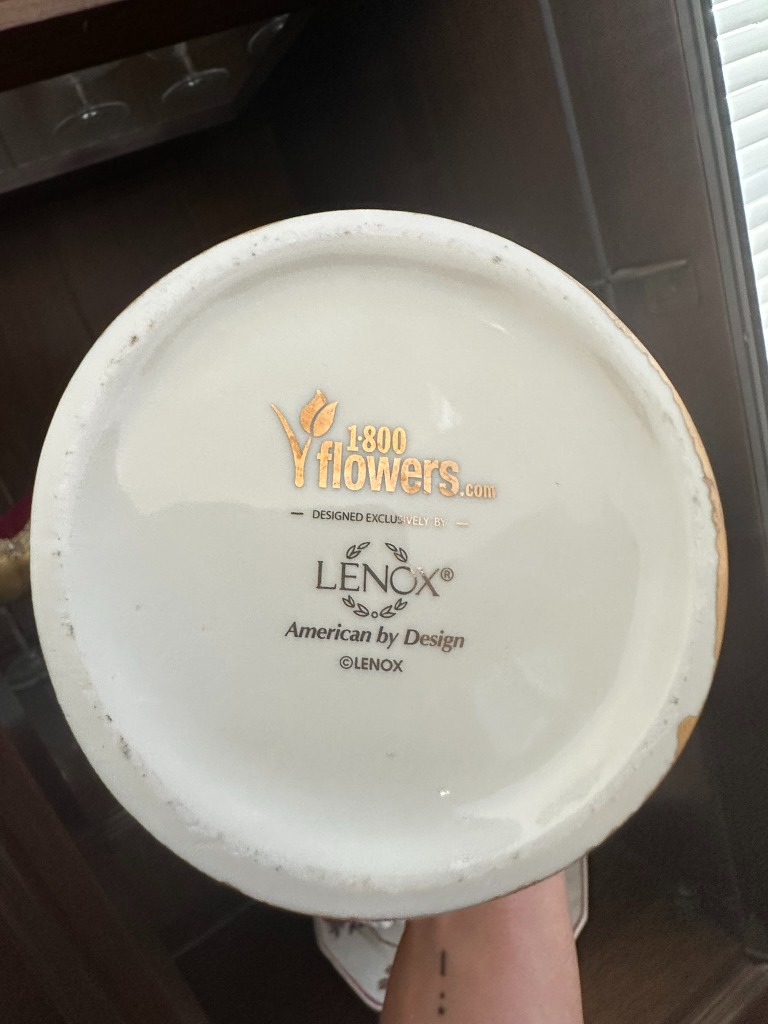 1·800
flowers.com
— DESIGNED EXCLUSIVELY BY —
LENOX®
American by Design
©LENOX